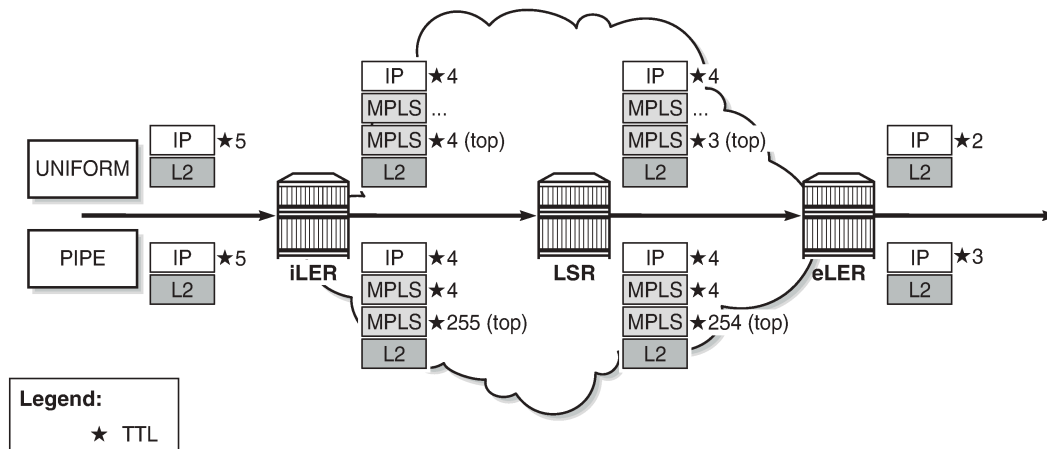 UNIFORM
IP ★5
L2
IP ★4
MPLS ...
MPLS ★4 (top)
L2
IP ★4
MPLS ...
MPLS ★3 (top)
L2
IP ★2
L2
iLER
LSR
eLER
PIPE
IP ★5
L2
IP ★4
MPLS ★4
MPLS ★255 (top)
L2
IP ★4
MPLS ★4
MPLS ★254 (top)
L2
IP ★3
L2
Legend:
★ TTL